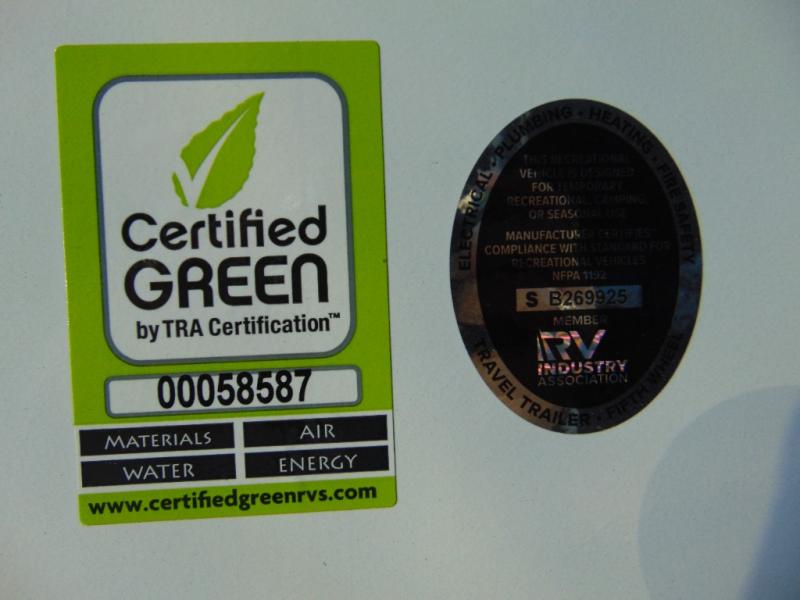 Certified
GREEN
by TRA Certification™
00058587
MATERIALS
AIR
WATER
ENERGY
www.certifiedgreenrvs.com
ELECTRICAL • PLUMBING • HEATING • FIRE SAFETY
THIS RECREATIONAL
VEHICLE IS DESIGNED
FOR TEMPORARY
RECREATIONAL, CAMPING,
OR SEASONAL USE
MANUFACTURER CERTIFIES
COMPLIANCE WITH STANDARD FOR
RECREATIONAL VEHICLES
NFPA 1192
S B269925
MEMBER
RV
INDUSTRY
ASSOCIATION
TRAVEL TRAILER • FIFTH WHEEL